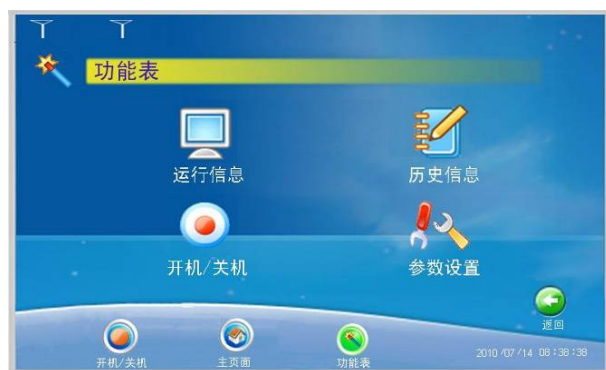 功能表
运行信息
历史信息
开机/关机
参数设置
返回
开机/关机
主页面
功能表
2010/07/14 08:38:38